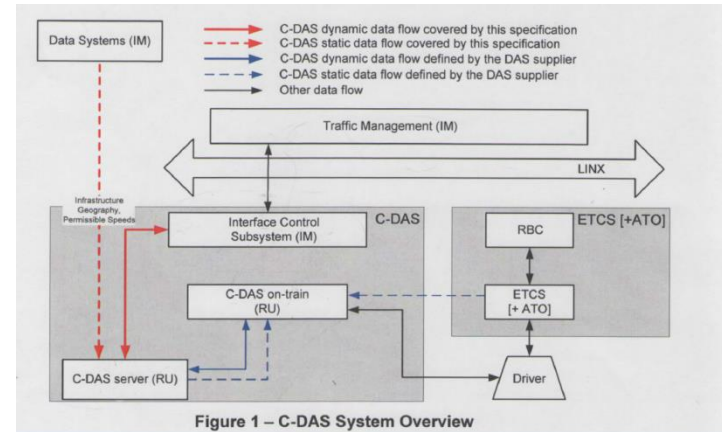 Data Systems (IM)
C-DAS dynamic data flow covered by this specification
C-DAS static data flow covered by this specification
C-DAS dynamic data flow defined by the DAS supplier
C-DAS static data flow defined by the DAS supplier
Other data flow
Traffic Management (IM)
LINX
Infrastructure
Geography,
Permissible Speeds
C-DAS
Interface Control
Subsystem (IM)
ETCS [+ATO]
RBC
C-DAS on-train
(RU)
ETCS
[+ ATO]
C-DAS server (RU)
Driver
Figure 1 – C-DAS System Overview